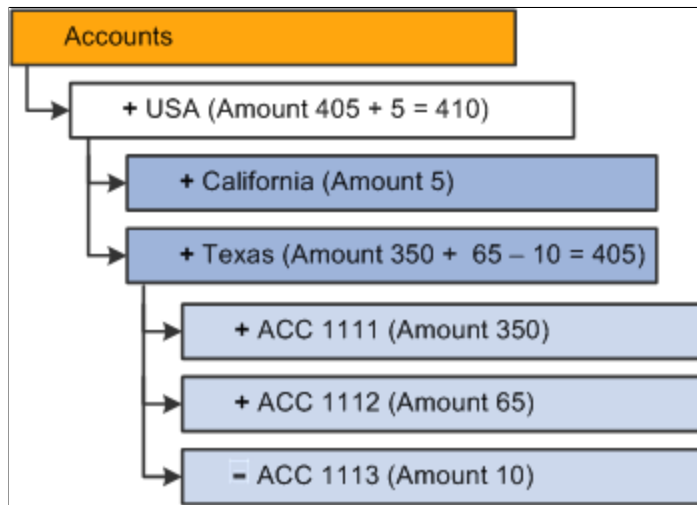 Accounts
+ USA (Amount 405 + 5 = 410)
+ California (Amount 5)
+ Texas (Amount 350 + 65 – 10 = 405)
+ ACC 1111 (Amount 350)
+ ACC 1112 (Amount 65)
- ACC 1113 (Amount 10)